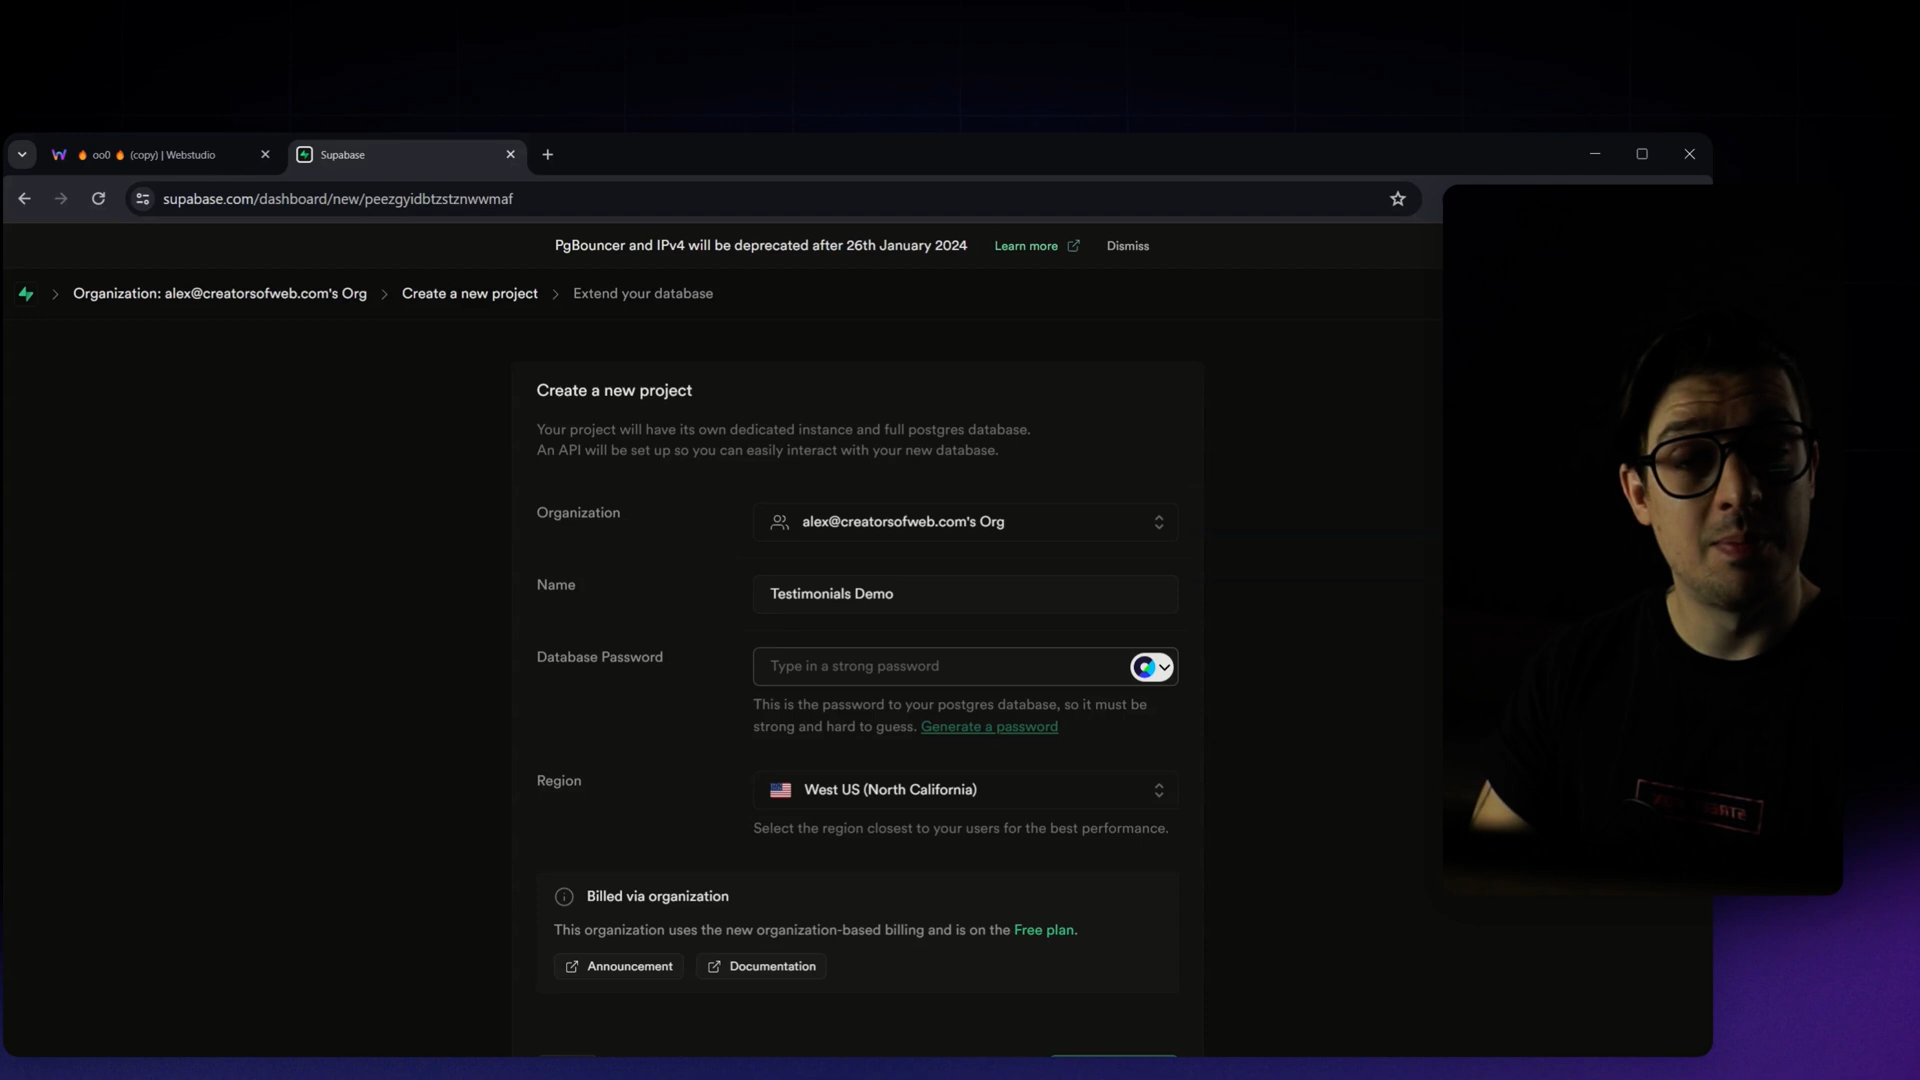 🔥 oo0 🔥 (copy) | Webstudio
Supabase
supabase.com/dashboard/new/peezgyidbtzstznwwmaf
PgBouncer and IPv4 will be deprecated after 26th January 2024 Learn more Dismiss
Organization: alex@creatorsofweb.com's Org > Create a new project > Extend your database
Create a new project
Your project will have its own dedicated instance and full postgres database.
An API will be set up so you can easily interact with your new database.
Organization
alex@creatorsofweb.com's Org
Name
Testimonials Demo
Database Password
Type in a strong password
This is the password to your postgres database, so it must be
strong and hard to guess. Generate a password
Region
West US (North California)
Select the region closest to your users for the best performance.
Billed via organization
This organization uses the new organization-based billing and is on the Free plan.
Announcement
Documentation